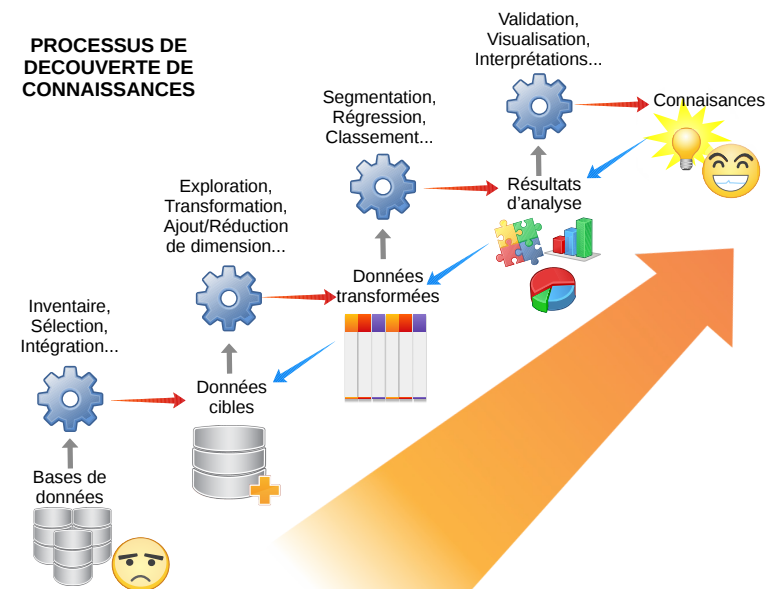 PROCESSUS DE
DECOUVERTE DE
CONNAISSANCES
Validation,
Visualisation,
Interprétations...
Connaisances
Segmentation,
Régression,
Classement...
Résultats
d'analyse
Exploration,
Transformation,
Ajout/Réduction
de dimension...
Données
transformées
Inventaire,
Sélection,
Intégration...
Données
cibles
Bases de
données